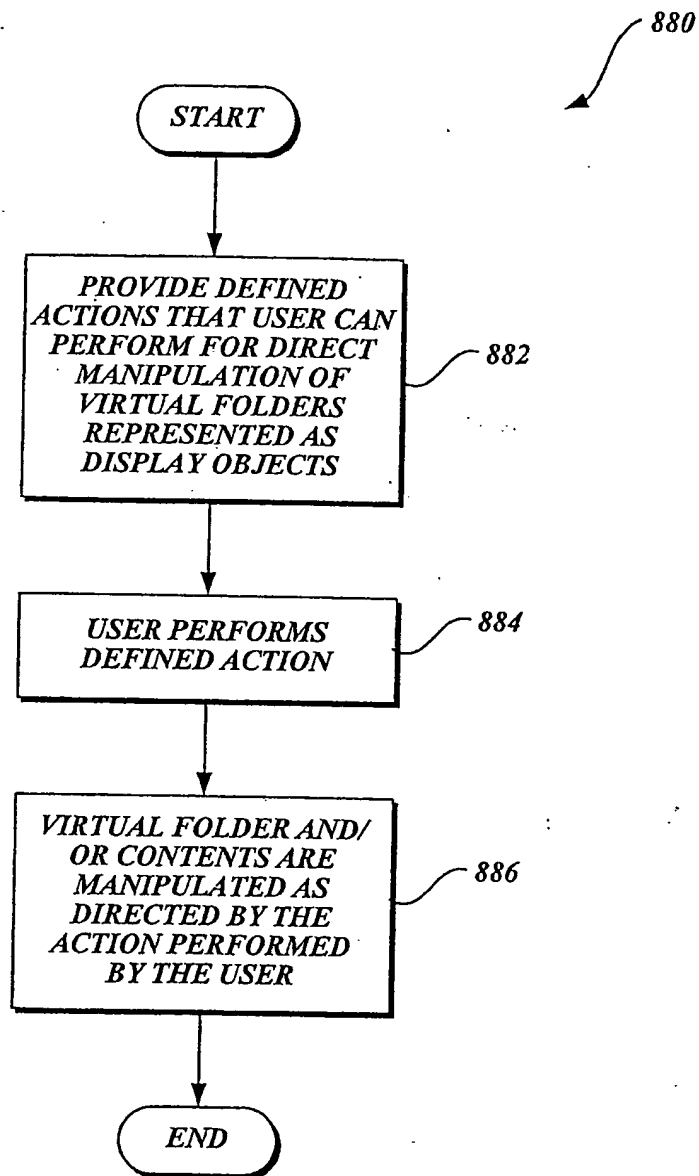 880
START
PROVIDE DEFINED
ACTIONS THAT USER CAN
PERFORM FOR DIRECT
MANIPULATION OF
VIRTUAL FOLDERS
REPRESENTED AS
DISPLAY OBJECTS
882
USER PERFORMS
DEFINED ACTION
884
VIRTUAL FOLDER AND/
OR CONTENTS ARE
MANIPULATED AS
DIRECTED BY THE
ACTION PERFORMED
BY THE USER
886
END